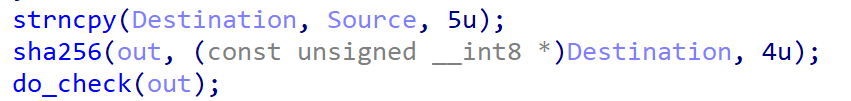 strncpy(Destination, Source, 5u);
sha256(out, (const unsigned __int8 *)Destination, 4u);
do_check(out);